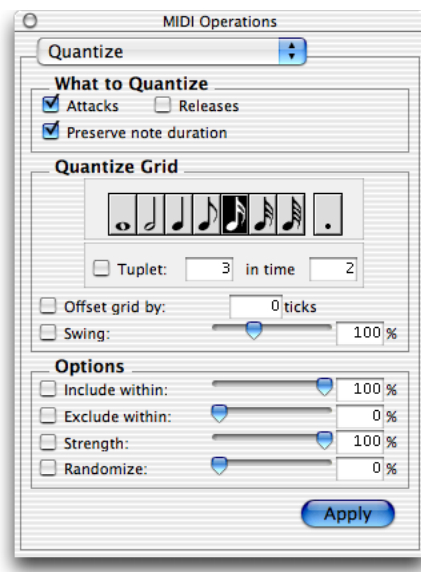 MIDI Operations
Quantize
What to Quantize
Attacks Releases
Preserve note duration
Quantize Grid
Tuplet: 3 in time 2
Offset grid by: 0 ticks
Swing: 100 %
Options
Include within: 100 %
Exclude within: 0 %
Strength: 100 %
Randomize: 0 %
Apply